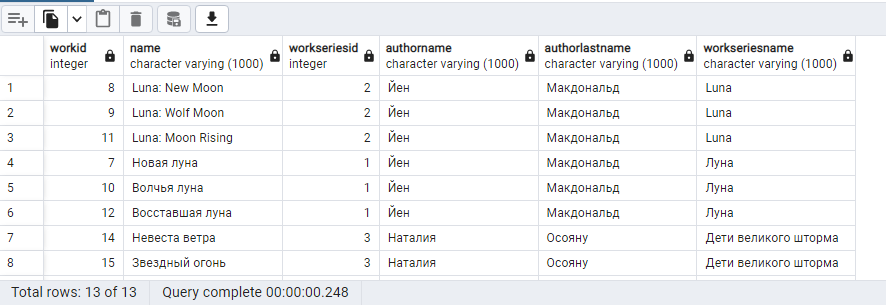 workid name workseriesid authorname authorlastname workseriesname
integer character varying (1000) integer character varying (1000) character varying (1000) character varying (1000)
1 8 Luna: New Moon 2 Йен Макдональд Luna
2 9 Luna: Wolf Moon 2 Йен Макдональд Luna
3 11 Luna: Moon Rising 2 Йен Макдональд Luna
4 7 Новая луна 1 Йен Макдональд Луна
5 10 Волчья луна 1 Йен Макдональд Луна
6 12 Восставшая луна 1 Йен Макдональд Луна
7 14 Невеста ветра 3 Наталия Осояну Дети великого шторма
8 15 Звездный огонь 3 Наталия Осояну Дети великого шторма
Total rows: 13 of 13 Query complete 00:00:00.248